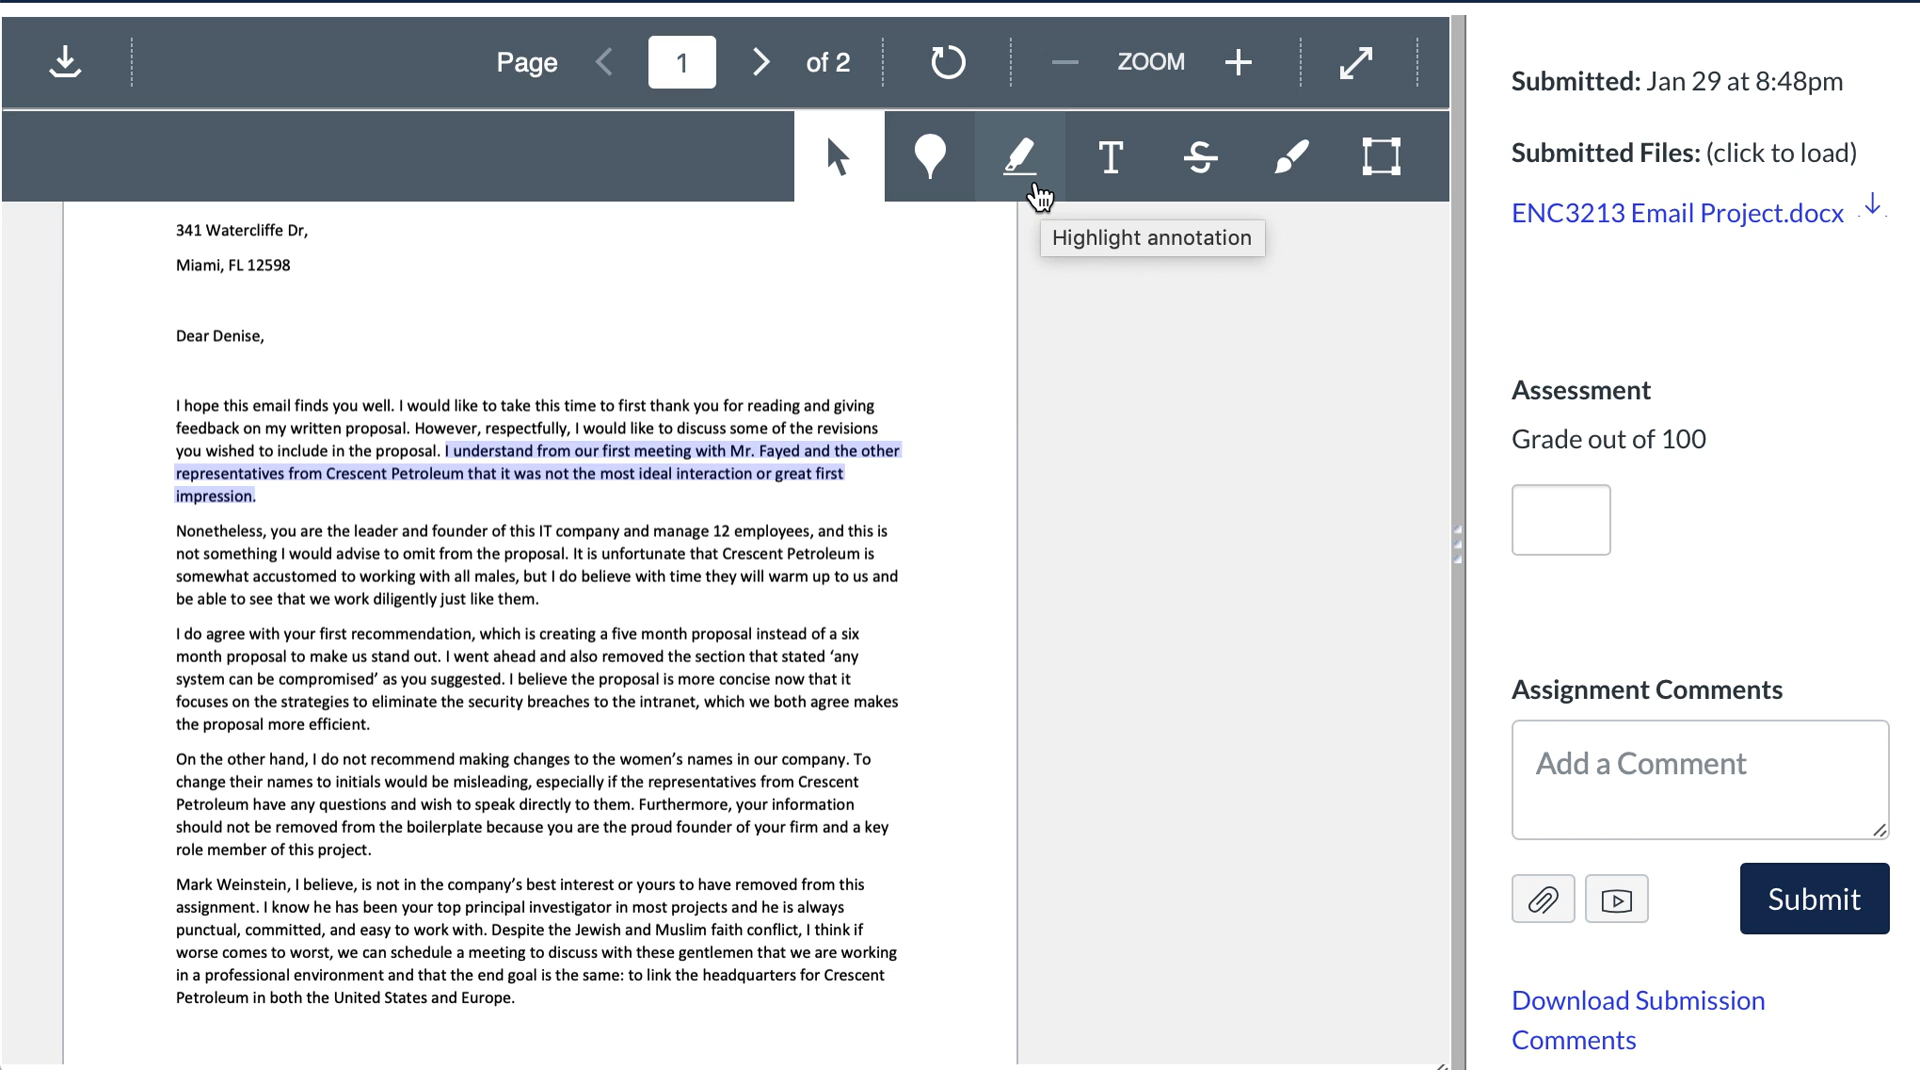 Page 1 of 2 ZOOM
Submitted: Jan 29 at 8:48pm
Submitted Files: (click to load)
ENC3213 Email Project.docx
Highlight annotation
341 Watercliffe Dr,
Miami, FL 12598
Dear Denise,
I hope this email finds you well. I would like to take this time to first thank you for reading and giving
feedback on my written proposal. However, respectfully, I would like to discuss some of the revisions
you wished to include in the proposal. I understand from our first meeting with Mr. Fayed and the other
representatives from Crescent Petroleum that it was not the most ideal interaction or great first
impression.
Nonetheless, you are the leader and founder of this IT company and manage 12 employees, and this is
not something I would advise to omit from the proposal. It is unfortunate that Crescent Petroleum is
somewhat accustomed to working with all males, but I do believe with time they will warm up to us and
be able to see that we work diligently just like them.
I do agree with your first recommendation, which is creating a five month proposal instead of a six
month proposal to make us stand out. I went ahead and also removed the section that stated ‘any
system can be compromised’ as you suggested. I believe the proposal is more concise now that it
focuses on the strategies to eliminate the security breaches to the intranet, which we both agree makes
the proposal more efficient.
On the other hand, I do not recommend making changes to the women’s names in our company. To
change their names to initials would be misleading, especially if the representatives from Crescent
Petroleum have any questions and wish to speak directly to them. Furthermore, your information
should not be removed from the boilerplate because you are the proud founder of your firm and a key
role member of this project.
Mark Weinstein, I believe, is not in the company’s best interest or yours to have removed from this
assignment. I know he has been your top principal investigator in most projects and he is always
punctual, committed, and easy to work with. Despite the Jewish and Muslim faith conflict, I think if
worse comes to worst, we can schedule a meeting to discuss with these gentlemen that we are working
in a professional environment and that the end goal is the same: to link the headquarters for Crescent
Petroleum in both the United States and Europe.
Assessment
Grade out of 100
Assignment Comments
Add a Comment
Submit
Download Submission
Comments